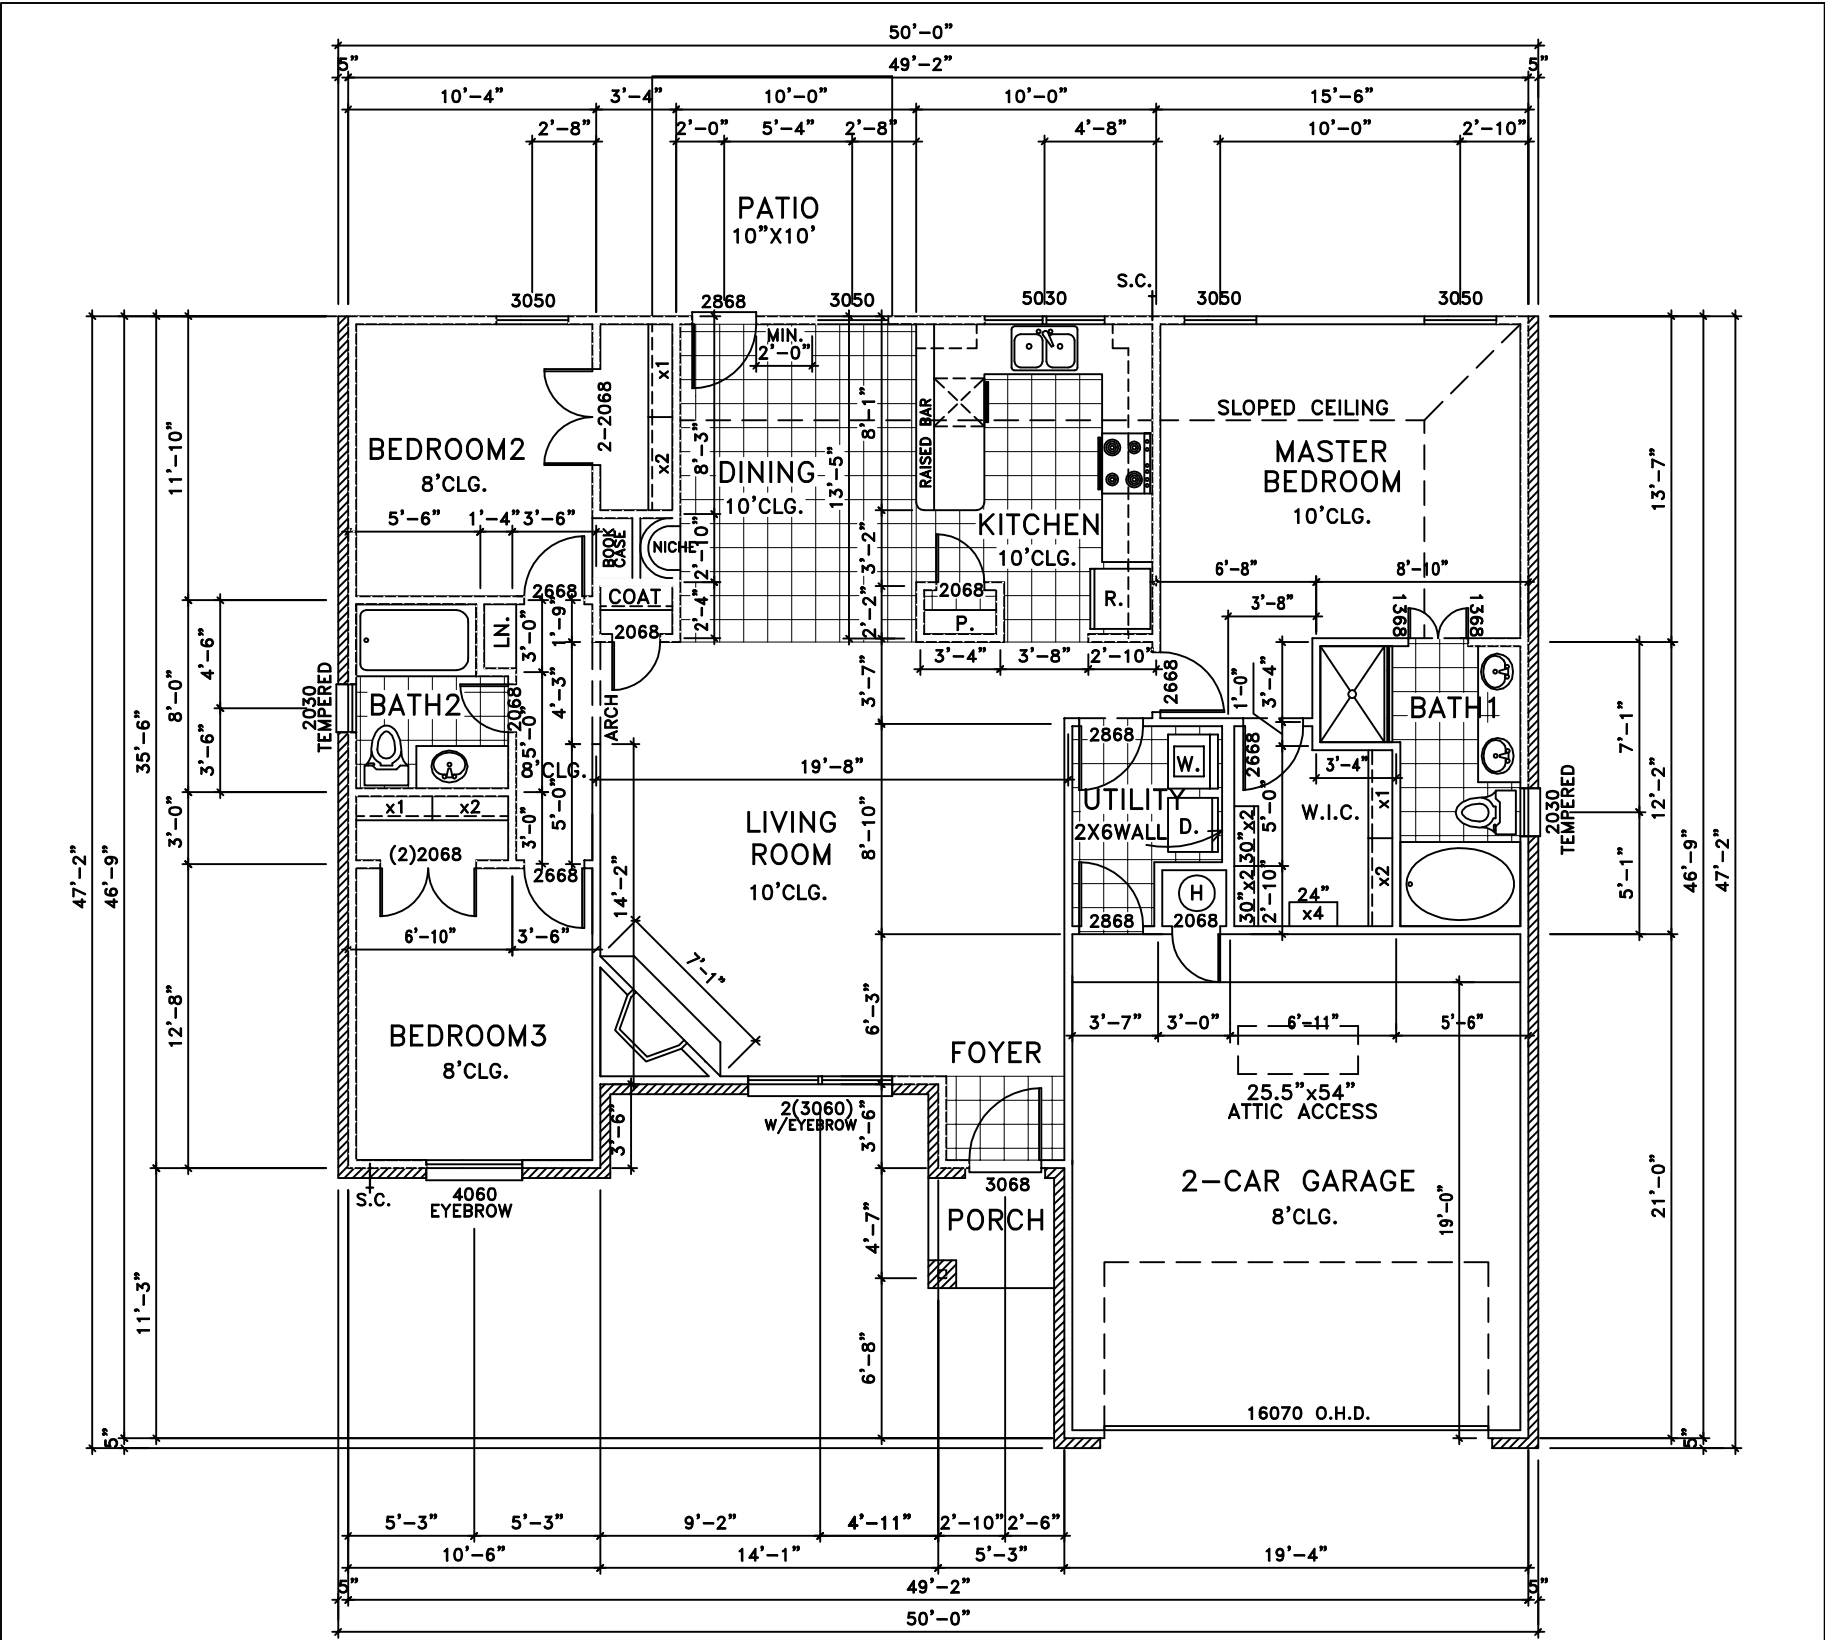 50'-0"
5" 49'-2" 5"
10'-4" 3'-4" 10'-0" 10'-0" 15'-6"
2'-8" 2'-0" 5'-4" 2'-8" 4'-8" 10'-0" 2'-10"
PATIO
10"X10'
S.C.
3050 2868 3050 5030 3050 3050
MIN.
2'-0"
x1
2-2068
x2
8'-3"
8'-1"
13'-5"
RAISED BAR
SLOPED CEILING
BEDROOM2
8'CLG.
DINING
10'CLG.
KITCHEN
10'CLG.
MASTER
BEDROOM
10'CLG.
11'-10"
13'-7"
5'-6" 1'-4" 3'-6"
BOOK
CASE
NICHE
2'-10"
3'-2"
6'-8" 8'-10"
2668
COAT
2068
2'-4"
2'-2"
2068
P.
R.
3'-8"
1368
1368
LN.
3'-0"
1'-9"
3'-4" 3'-8" 2'-10"
4'-6"
8'-0"
3'-6"
2030
TEMPERED
BATH2
2068
5'-0"
4'-3"
ARCH
8'CLG.
3'-7"
2668
1'-0"
3'-4"
BATH1
7'-1"
35'-6"
19'-8"
2868
W.
2668
3'-4"
UTILITY
2X6WALL
D.
5'-0"
W.I.C.
x1
x2
2030
TEMPERED
12'-2"
x1 x2
3'-0"
3'-0"
5'-0"
(2)2068
2668
LIVING
ROOM
10'CLG.
8'-10"
14'-2"
30"x2
30"x2
2'-10"
H
2868 2068
24"
x4
5'-1"
47'-2"
46'-9"
46'-9"
47'-2"
6'-10" 3'-6"
7'-1"
12'-8"
6'-3"
3'-7" 3'-0" 6'-11" 5'-6"
BEDROOM3
8'CLG.
FOYER
25.5"x54"
ATTIC ACCESS
2(3060)
W/EYEBROW
3'-6"
3'-6"
S.C.
4060
EYEBROW
3068
PORCH
4'-7"
2-CAR GARAGE
8'CLG.
19'-0"
21'-0"
11'-3"
6'-8"
16070 O.H.D.
5" 5"
5'-3" 5'-3" 9'-2" 4'-11" 2'-10" 2'-6"
10'-6" 14'-1" 5'-3" 19'-4"
5" 49'-2" 5"
50'-0"